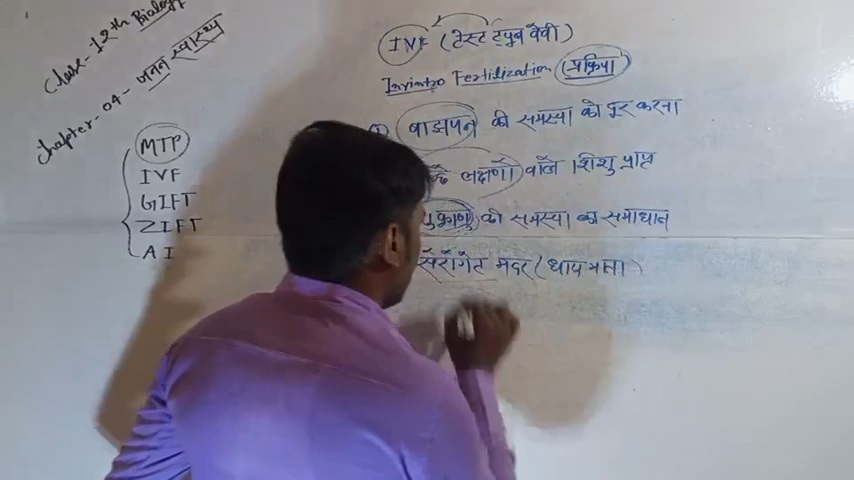 Class-12th Biology
Chapter-04- जनन स्वास्थ्य
MTP
IVF
GIFT
ZIFT
AI
IVF (टेस्ट ट्यूब बेबी)
Invintro Fertilization (प्रक्रिया)
बाझपन की समस्या को दूर करना
लक्षणों वाले शिशु प्राप्त
की समस्या का समाधान
सेरोगेट मदर (धाय